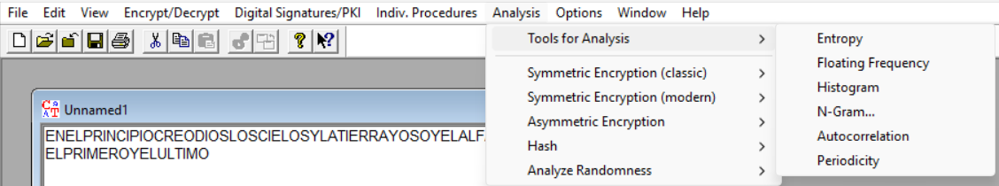 File Edit View Encrypt/Decrypt Digital Signatures/PKI Indiv. Procedures Analysis Options Window Help
Tools for Analysis
Entropy
Floating Frequency
Histogram
N-Gram...
Autocorrelation
Periodicity
Symmetric Encryption (classic)
Symmetric Encryption (modern)
Asymmetric Encryption
Hash
Analyze Randomness
Unnamed1
ENELPRINCIPIOCREODIOSLOSCIELOSYLATIERRAYOSOYELALF
ELPRIMEROYELULTIMO